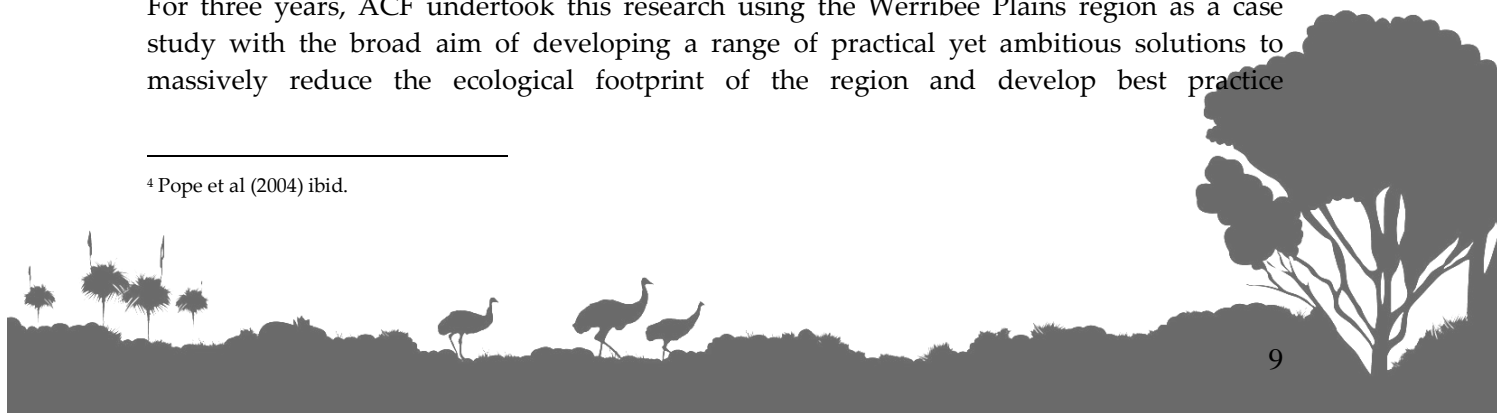 For three years, ACF undertook this research using the Werribee Plains region as a case
study with the broad aim of developing a range of practical yet ambitious solutions to
massively reduce the ecological footprint of the region and develop best practice
⁴ Pope et al (2004) ibid.
9